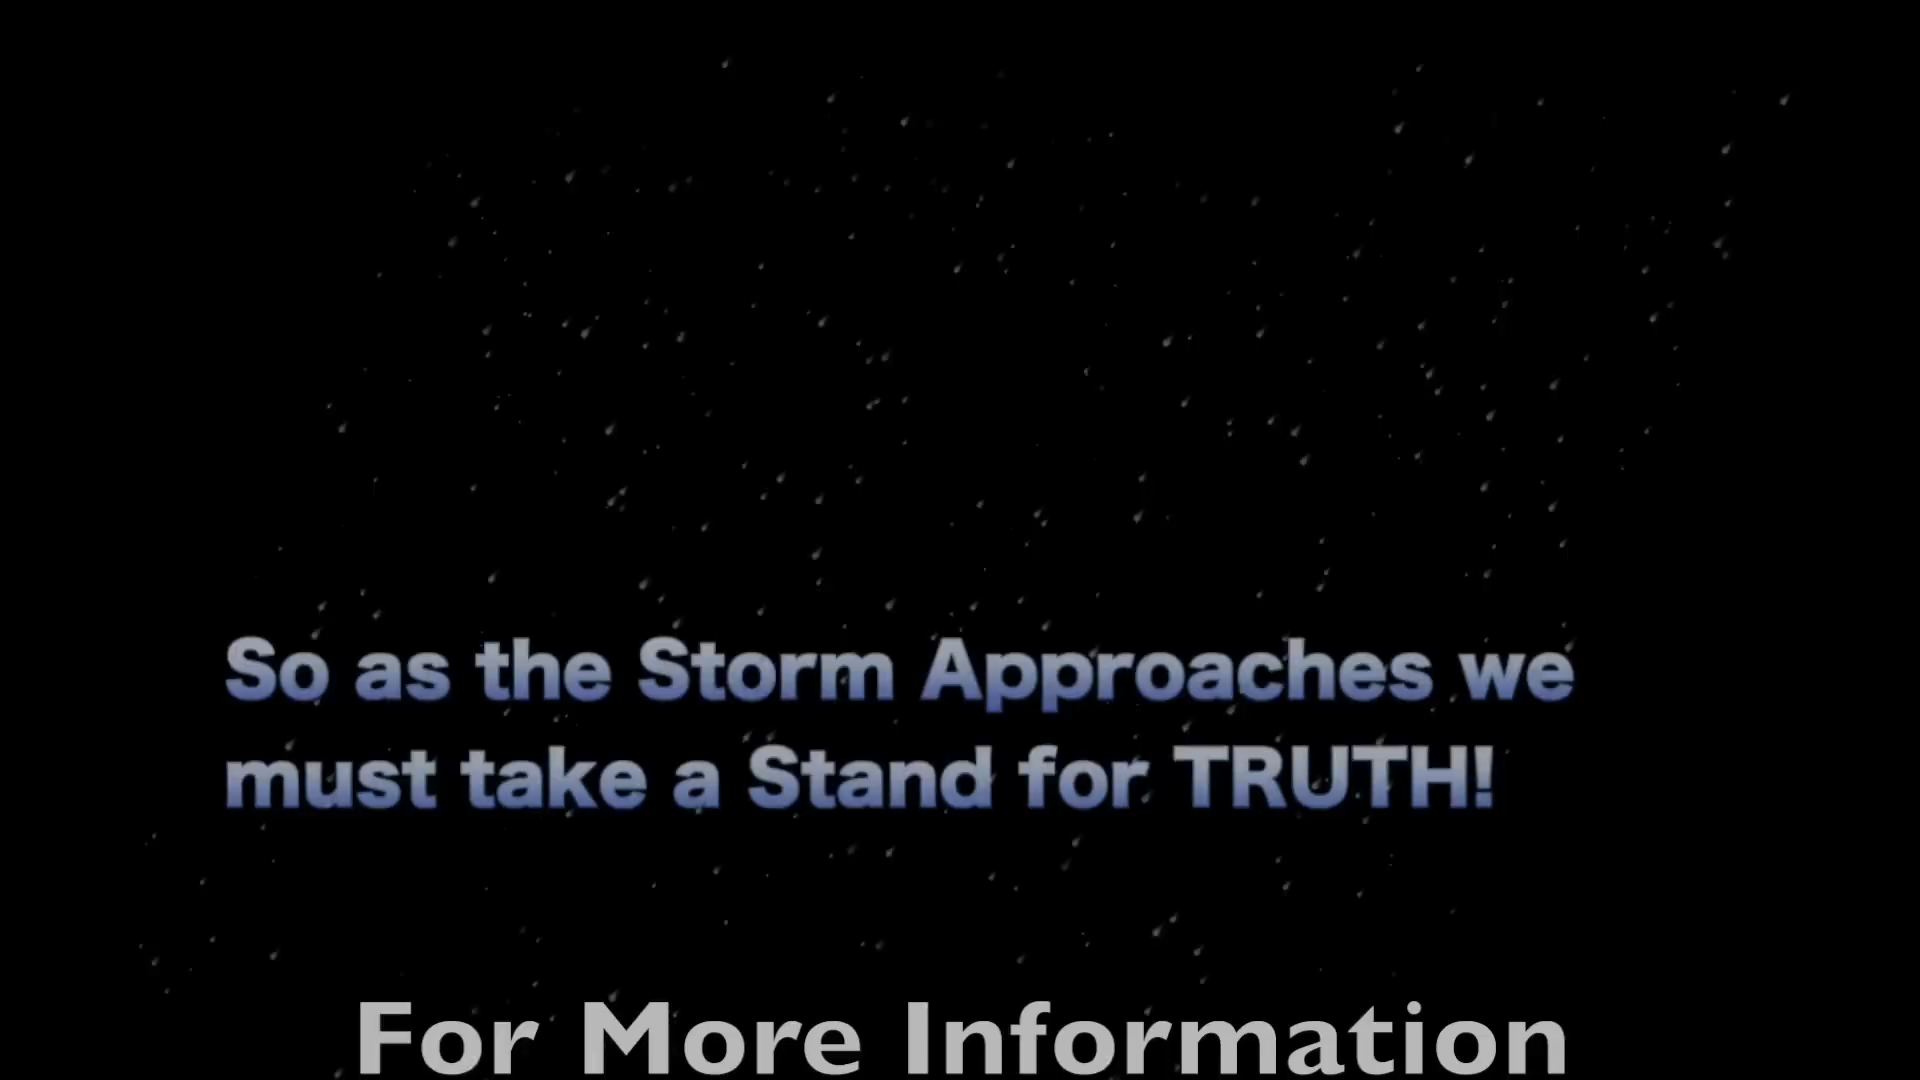 So as the Storm Approaches we
must take a Stand for TRUTH!
For More Information